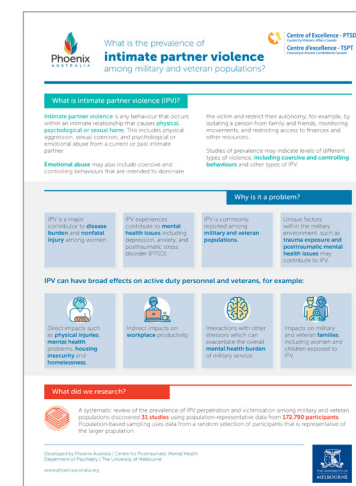 Phoenix
AUSTRALIA
What is the prevalence of
intimate partner violence
among military and veteran populations?
Centre of Excellence - PTSD
Centre d'excellence - TSPT
What is intimate partner violence (IPV)?
Intimate partner violence is any behaviour that occurs
within an intimate relationship that causes physical,
psychological or sexual harm. This includes physical
aggression, sexual coercion, and psychological or
emotional abuse from a current or past intimate
partner.
Emotional abuse may also include coercive and
controlling behaviours that are intended to dominate
the victim and restrict their autonomy; for example, by
isolating a person from family and friends, monitoring
movements, and restricting access to finances and
other resources.
Studies of prevalence may indicate levels of different
types of violence, including coercive and controlling
behaviours and other types of IPV.
Why is it a problem?
IPV is a major
contributor to disease
burden and nonfatal
injury among women.
IPV experiences
contribute to mental
health issues including
depression, anxiety, and
posttraumatic stress
disorder (PTSD).
IPV is commonly
reported among
military and veteran
populations.
Unique factors
within the military
environment, such as
trauma exposure and
posttraumatic mental
health issues may
contribute to IPV.
IPV can have broad effects on active duty personnel and veterans, for example:
Direct impacts such
as physical injuries,
mental health
problems, housing
insecurity and
homelessness.
Indirect impacts on
workplace productivity.
Interactions with other
stressors which can
exacerbate the overall
mental health burden
of military service.
Impacts on military
and veteran families,
including women and
children exposed to
IPV.
What did we research?
A systematic review of the prevalence of IPV perpetration and victimisation among military and veteran
populations discovered 31 studies using population-representative data from 172,790 participants.
Population-based sampling uses data from a random selection of participants that is representative of
the larger population.
Developed by Phoenix Australia | Centre for Posttraumatic Mental Health
Department of Psychiatry | The University of Melbourne
www.phoenixaustralia.org
THE UNIVERSITY OF
MELBOURNE